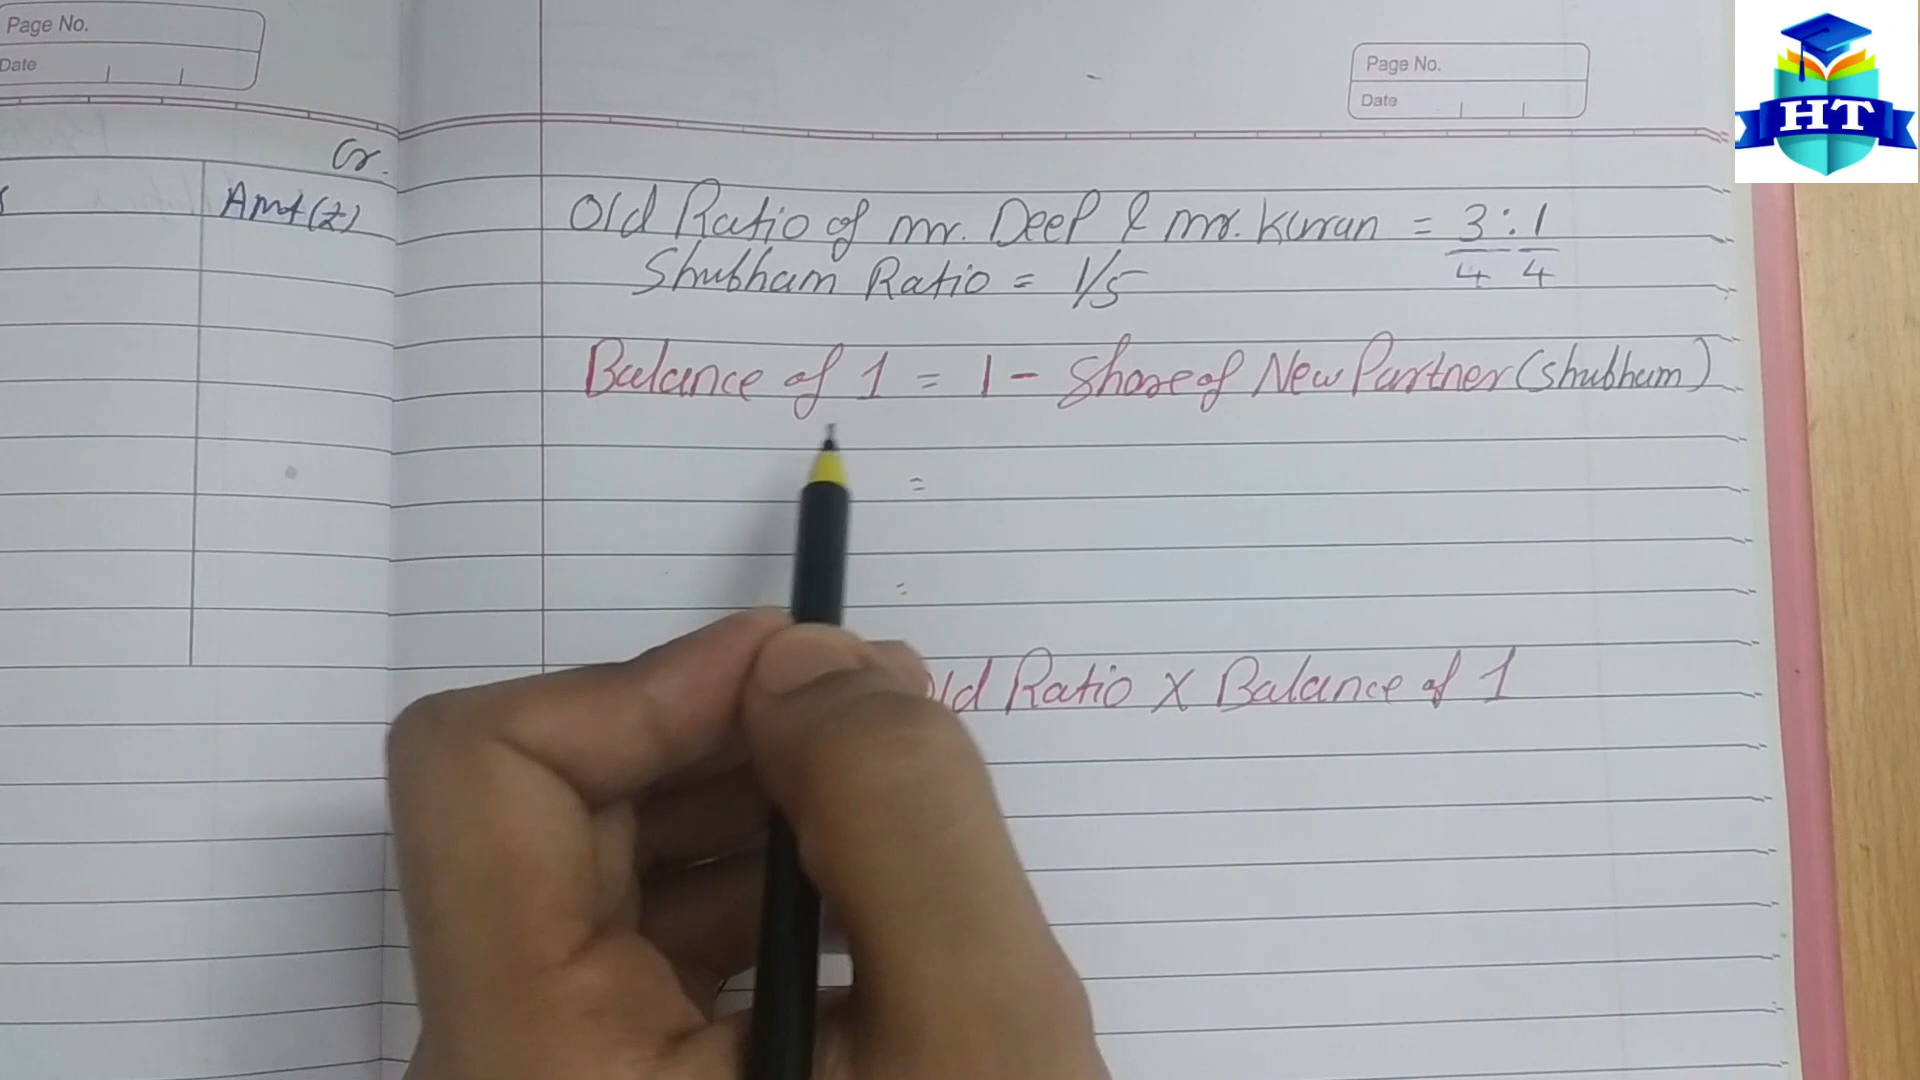 Page No.
Date
Cr.
Amt(₹)
Page No.
Date
HT
Old Ratio of Mr. Deep & Mr. Kiran = 3 : 1
4 4
Shubham Ratio = 1/5
Balance of 1 = 1 - Share of New Partner (Shubham)
=
=
Old Ratio X Balance of 1